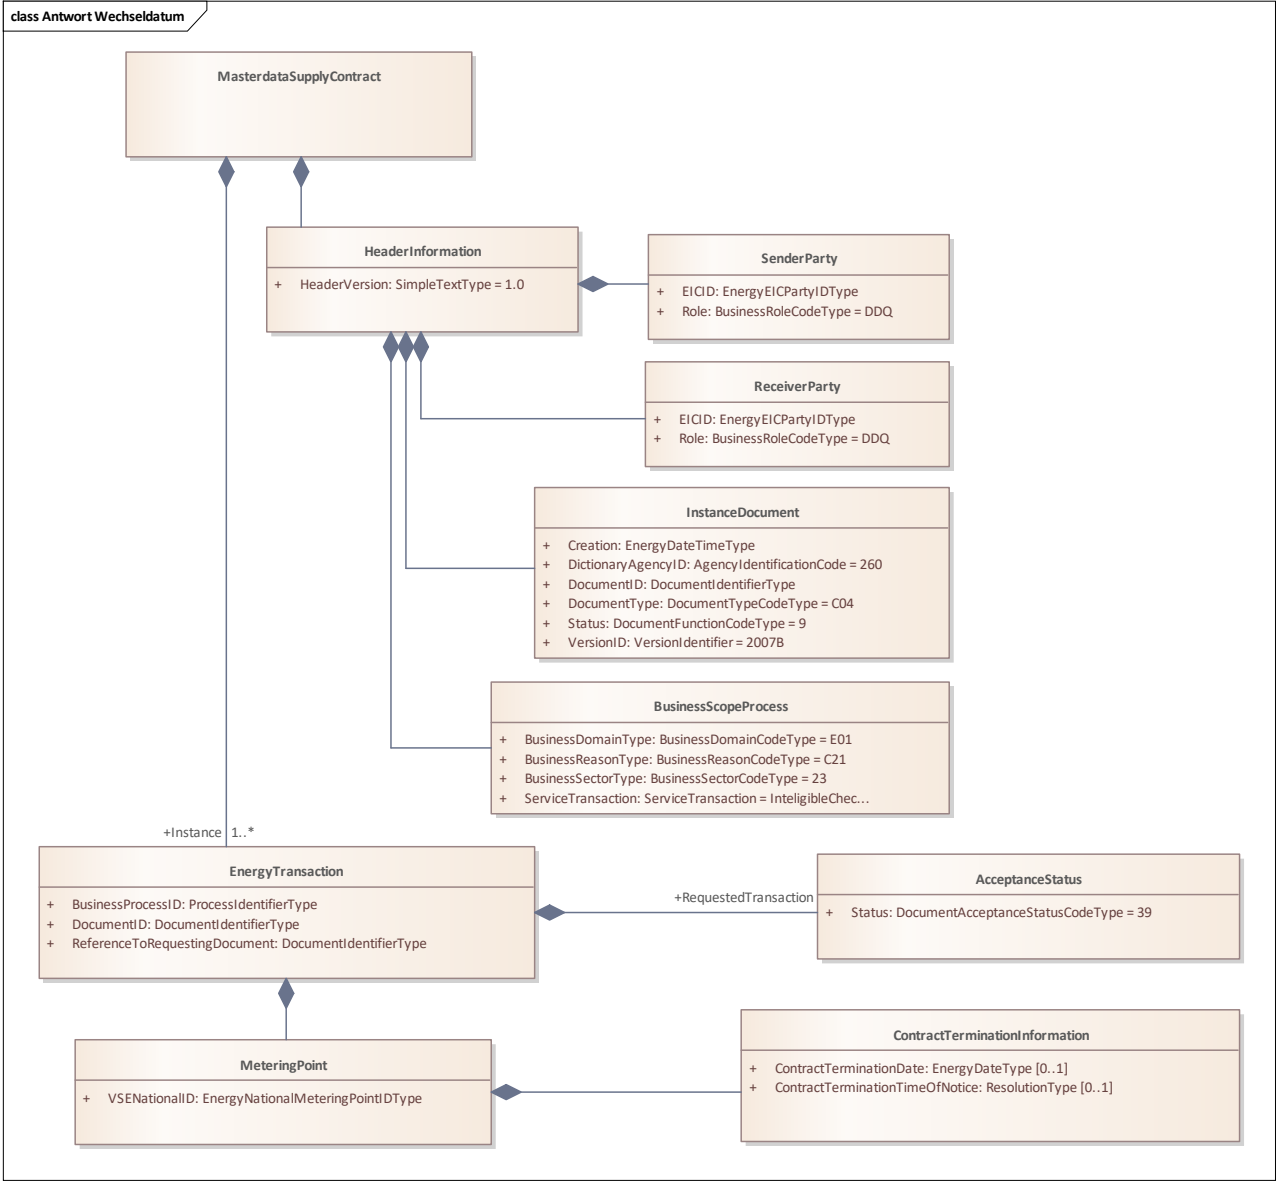 class Antwort Wechseldatum
MasterdataSupplyContract
HeaderInformation
+ HeaderVersion: SimpleTextType = 1.0
SenderParty
+ EICID: EnergyEICPartyIDType
+ Role: BusinessRoleCodeType = DDQ
ReceiverParty
+ EICID: EnergyEICPartyIDType
+ Role: BusinessRoleCodeType = DDQ
InstanceDocument
+ Creation: EnergyDateTimeType
+ DictionaryAgencyID: AgencyIdentificationCode = 260
+ DocumentID: DocumentIdentifierType
+ DocumentType: DocumentTypeCodeType = C04
+ Status: DocumentFunctionCodeType = 9
+ VersionID: VersionIdentifier = 2007B
BusinessScopeProcess
+ BusinessDomainType: BusinessDomainCodeType = E01
+ BusinessReasonType: BusinessReasonCodeType = C21
+ BusinessSectorType: BusinessSectorCodeType = 23
+ ServiceTransaction: ServiceTransaction = InteligibleChec...
+Instance 1..*
EnergyTransaction
+ BusinessProcessID: ProcessIdentifierType
+ DocumentID: DocumentIdentifierType
+ ReferenceToRequestingDocument: DocumentIdentifierType
+RequestedTransaction
AcceptanceStatus
+ Status: DocumentAcceptanceStatusCodeType = 39
MeteringPoint
+ VSENationalID: EnergyNationalMeteringPointIDType
ContractTerminationInformation
+ ContractTerminationDate: EnergyDateType [0..1]
+ ContractTerminationTimeOfNotice: ResolutionType [0..1]